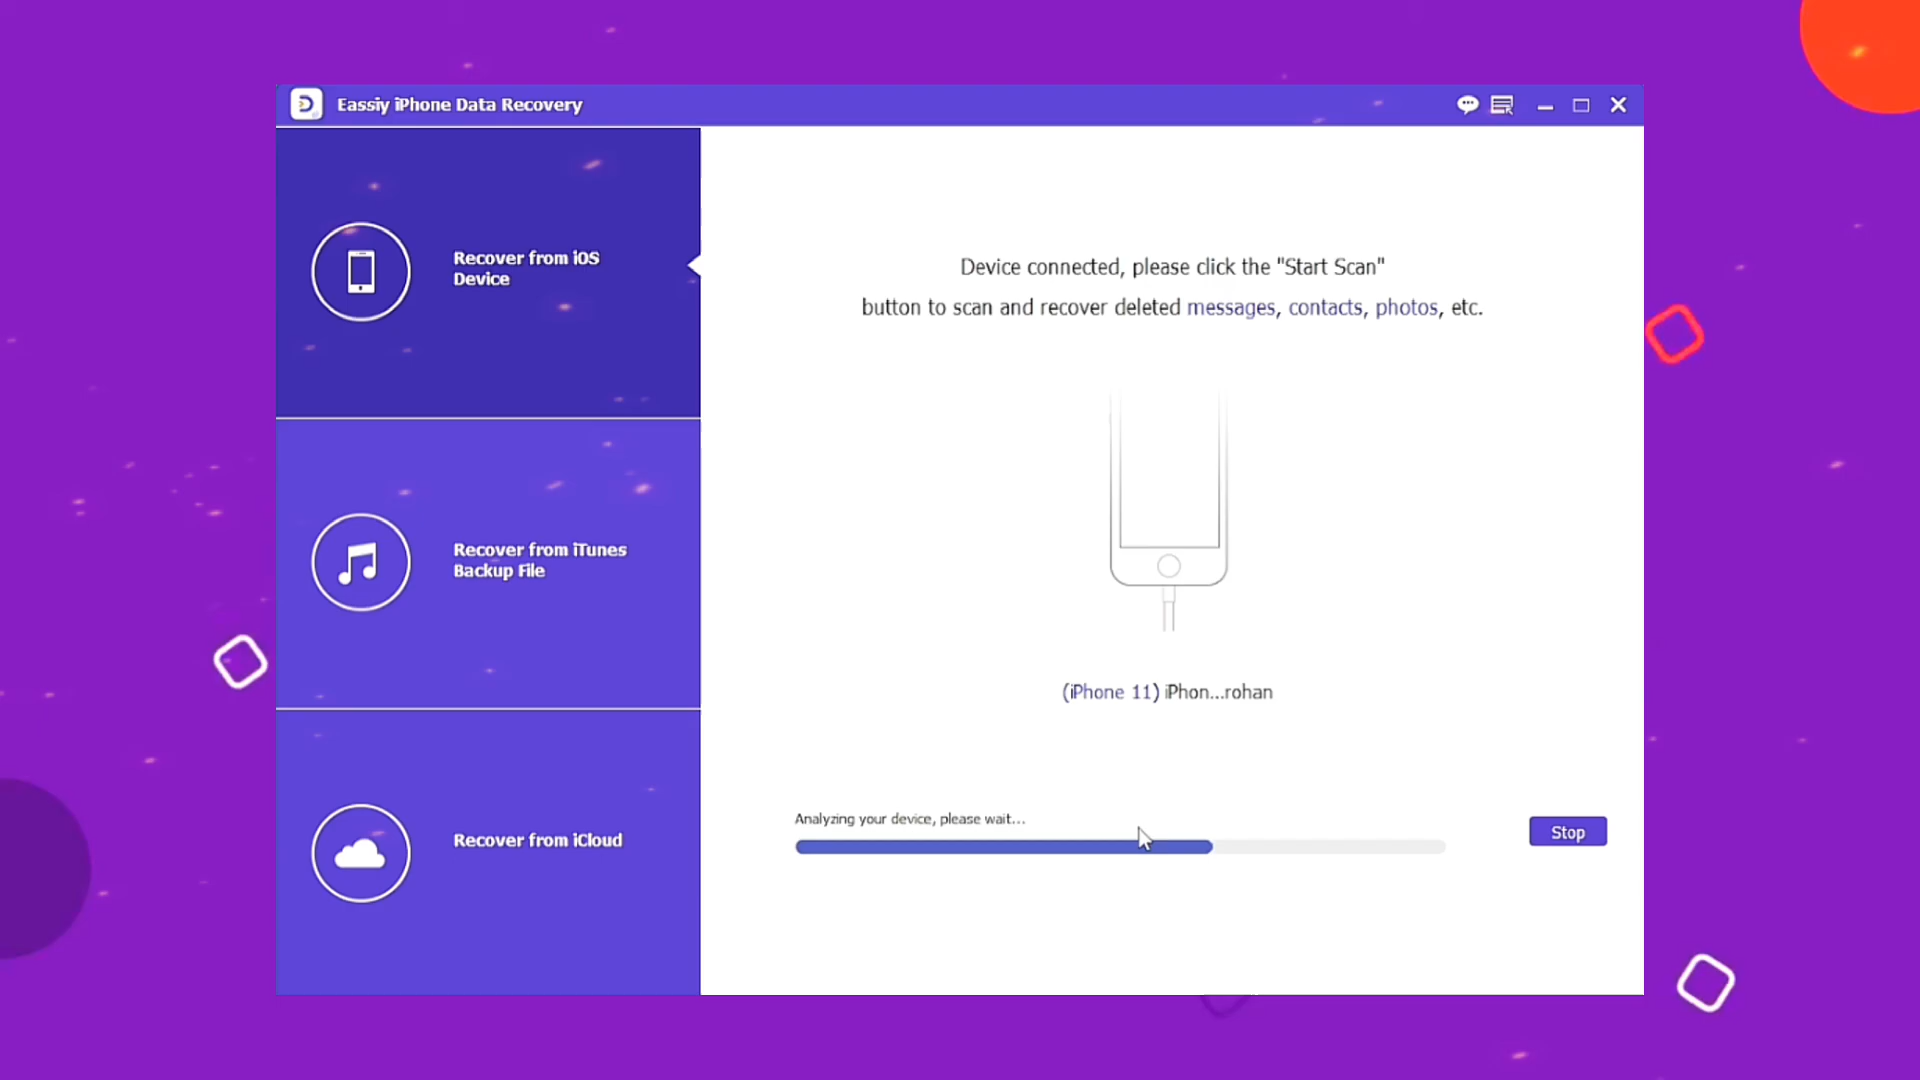 Eassiy iPhone Data Recovery
Recover from iOS
Device
Recover from iTunes
Backup File
Recover from iCloud
Device connected, please click the "Start Scan"
button to scan and recover deleted messages, contacts, photos, etc.
(iPhone 11) iPhon...rohan
Analyzing your device, please wait...
Stop